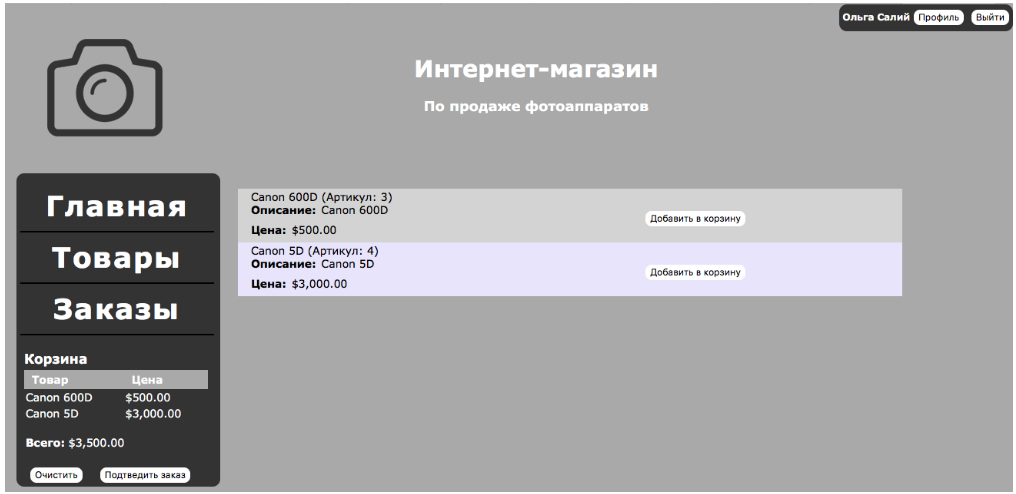 Ольга Салий Профиль Выйти
Интернет-магазин
По продаже фотоаппаратов
Главная
Товары
Заказы
Корзина
Товар Цена
Canon 600D $500.00
Canon 5D $3,000.00
Всего: $3,500.00
Очистить Подтведить заказ
Canon 600D (Артикул: 3)
Описание: Canon 600D
Цена: $500.00
Добавить в корзину
Canon 5D (Артикул: 4)
Описание: Canon 5D
Цена: $3,000.00
Добавить в корзину